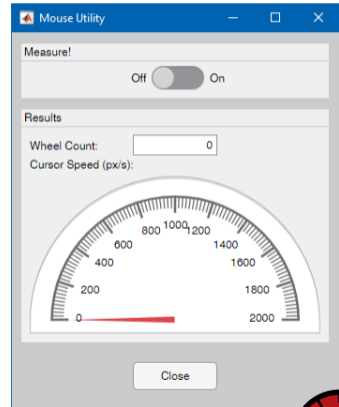 Mouse Utility
Measure!
Off On
Results
Wheel Count: 0
Cursor Speed (px/s):
0
200
400
600
800
1000
1200
1400
1600
1800
2000
Close